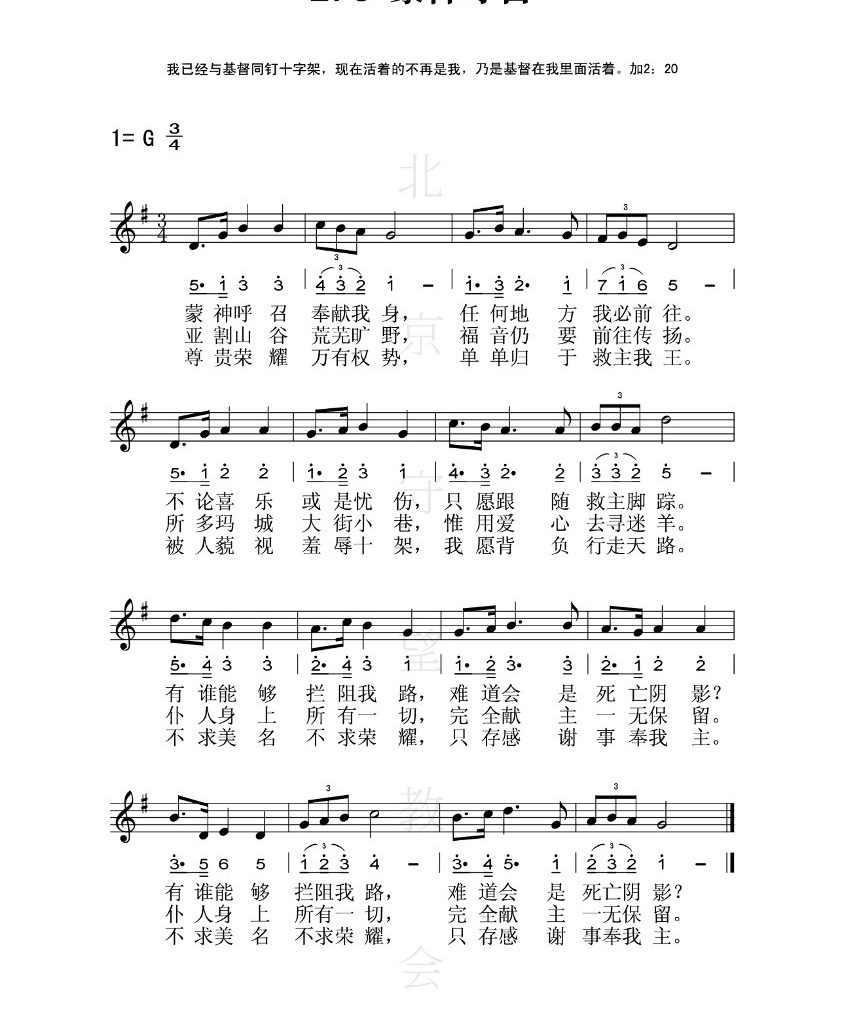 我已经与基督同钉十字架，现在活着的不再是我，乃是基督在我里面活着。加2：20
1= G 3/4
3 3
5· 1 3 3 | 4 3 2 1 – | 1· 3 2· 1 | 7 1 6 5 – |
蒙 神呼 召 奉献我 身， 任 何地 方 我必前 往。
亚 割山 谷 荒芜旷 野， 福 音仍 要 前往传 扬。
尊 贵荣 耀 万有权 势， 单 单归 于 救主我 王。
3
5· 1 2 2 | 1· 2 3 1 | 4· 3 2· 2 | 3 3 2 5 – |
不 论喜 乐 或 是忧 伤，只 愿跟 随 救主脚 踪。
所 多玛 城 大 街小 巷，惟 用爱 心 去寻迷 羊。
被 人藐 视 羞 辱十 架，我 愿背 负 行走天 路。
5· 4 3 3 | 2· 4 3 1 | 1· 2 3· 3 | 2· 1 2 2 |
有 谁能 够 拦 阻我 路，难 道会 是 死 亡阴 影？
仆 人身 上 所 有一 切，完 全献 主 一 无保 留。
不 求美 名 不 求荣 耀，只 存感 谢 事 奉我 主。
3 3
3· 5 6 5 | 1 2 3 4 – | 3· 4 5· 1 | 2 3 2 1 – |
有 谁能 够 拦阻我 路， 难 道会 是 死亡阴 影？
仆 人身 上 所有一 切， 完 全献 主 一无保 留。
不 求美 名 不求荣 耀， 只 存感 谢 事奉我 主。
北京守望教会